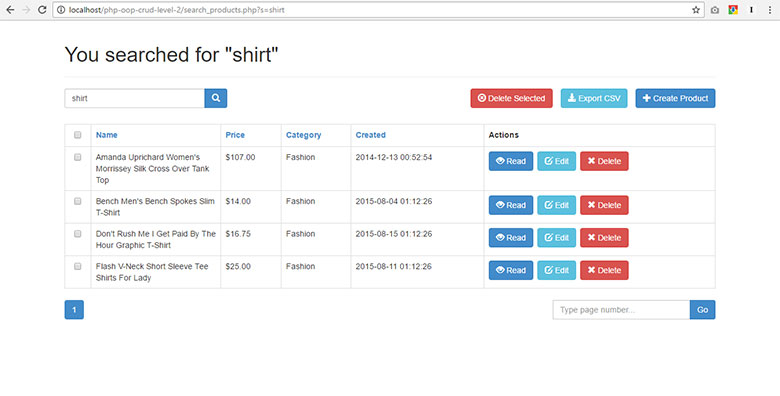 localhost/php-oop-crud-level-2/search_products.php?s=shirt
You searched for "shirt"
shirt
Delete Selected
Export CSV
Create Product
Name Price Category Created Actions
Amanda Uprichard Women's $107.00 Fashion 2014-12-13 00:52:54 Read Edit Delete
Morrissey Silk Cross Over Tank
Top
Bench Men's Bench Spokes Slim $14.00 Fashion 2015-08-04 01:12:26 Read Edit Delete
T-Shirt
Don't Rush Me I Get Paid By The $16.75 Fashion 2015-08-15 01:12:26 Read Edit Delete
Hour Graphic T-Shirt
Flash V-Neck Short Sleeve Tee $25.00 Fashion 2015-08-11 01:12:26 Read Edit Delete
Shirts For Lady
1
Type page number...
Go